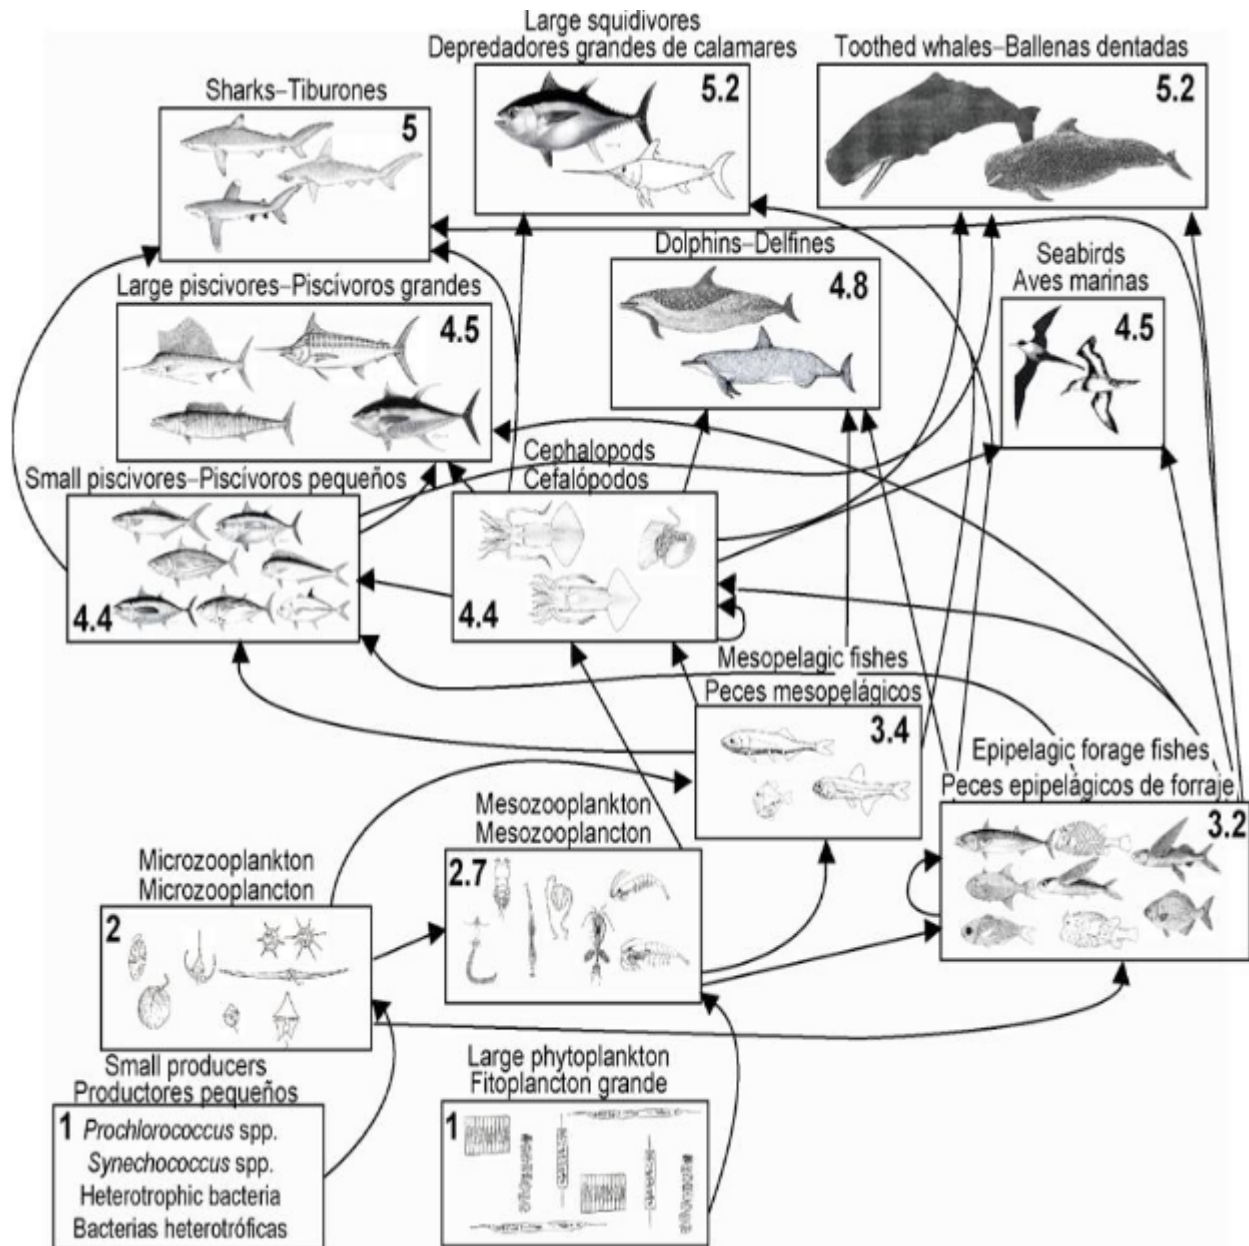 Large squidivores
Depredadores grandes de calamares
5.2
Toothed whales–Ballenas dentadas
5.2
Sharks–Tiburones
5
Dolphins–Delfines
4.8
Seabirds
Aves marinas
4.5
Large piscivores–Piscívoros grandes
4.5
Small piscivores–Piscívoros pequeños
4.4
Cephalopods
Cefalópodos
4.4
Mesopelagic fishes
Peces mesopelágicos
3.4
Epipelagic forage fishes
Peces epipelágicos de forraje
3.2
Mesozooplankton
Mesozooplancton
2.7
Microzooplankton
Microzooplancton
2
Small producers
Productores pequeños
1 Prochlorococcus spp.
Synechococcus spp.
Heterotrophic bacteria
Bacterias heterotróficas
Large phytoplankton
Fitoplancton grande
1